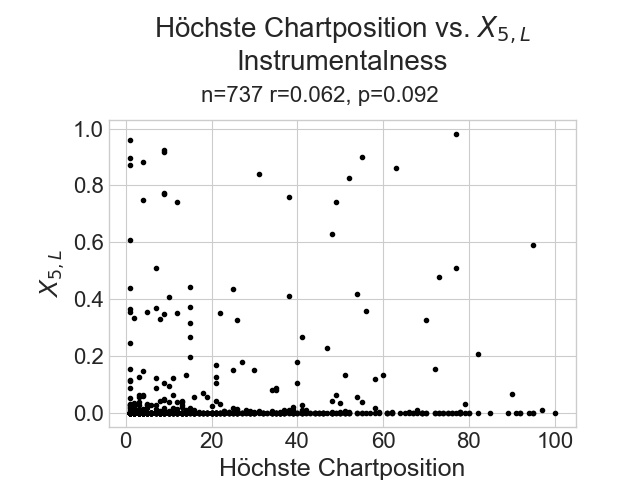 Höchste Chartposition vs. X5, L
Instrumentalness
n=737 r=0.062, p=0.092
1.0
0.8
0.6
0.4
0.2
0.0
X5, L
0 20 40 60 80 100
Höchste Chartposition